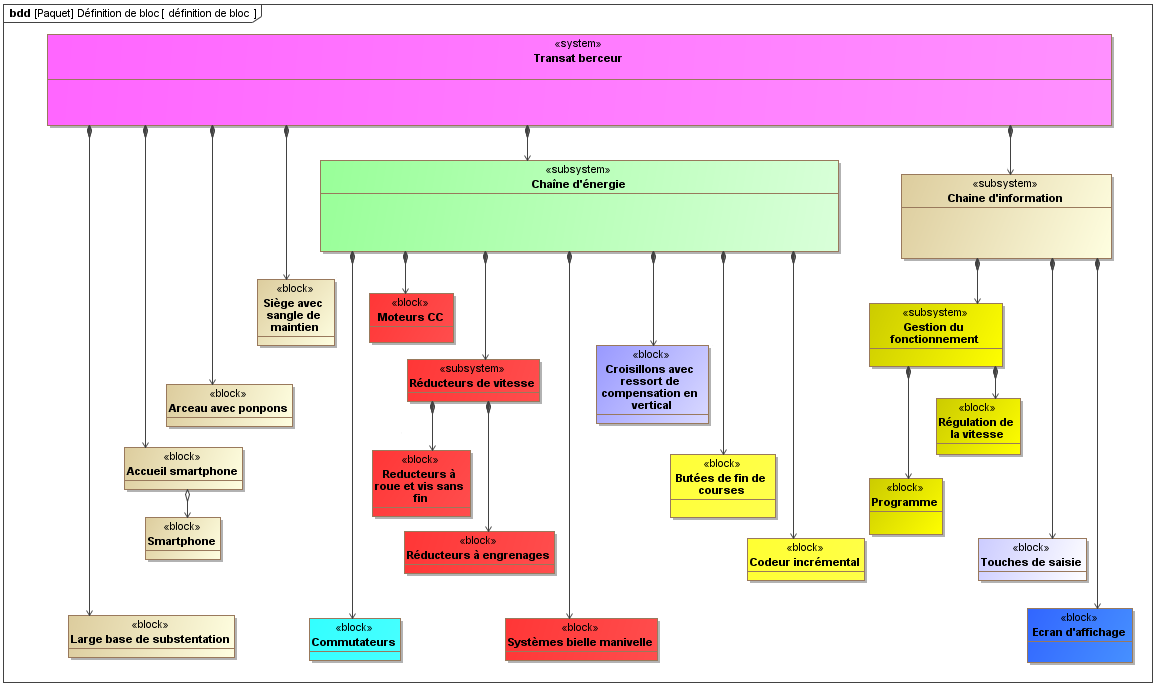 bdd [Paquet] Définition de bloc [ définition de bloc ]
«system»
Transat berceur
«subsystem»
Chaîne d'énergie
«subsystem»
Chaine d'information
«block»
Siège avec
sangle de
maintien
«block»
Moteurs CC
«subsystem»
Gestion du
fonctionnement
«block»
Croisillons avec
ressort de
compensation en
vertical
«subsystem»
Réducteurs de vitesse
«block»
Arceau avec ponpons
«block»
Régulation de
la vitesse
«block»
Accueil smartphone
«block»
Reducteurs à
roue et vis sans
fin
«block»
Butées de fin de
courses
«block»
Programme
«block»
Smartphone
«block»
Réducteurs à engrenages
«block»
Codeur incrémental
«block»
Touches de saisie
«block»
Large base de substentation
«block»
Commutateurs
«block»
Systèmes bielle manivelle
«block»
Ecran d'affichage